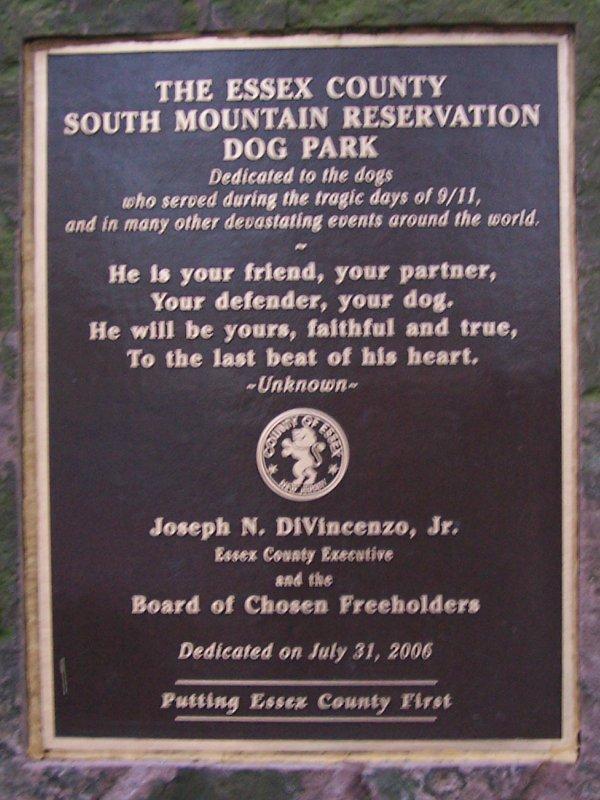 THE ESSEX COUNTY
SOUTH MOUNTAIN RESERVATION
DOG PARK
Dedicated to the dogs
who served during the tragic days of 9/11,
and in many other devastating events around the world.
~
He is your friend, your partner,
Your defender, your dog.
He will be yours, faithful and true,
To the last beat of his heart.
~Unknown~
COUNTY OF ESSEX
NEW JERSEY
Joseph N. DiVincenzo, Jr.
Essex County Executive
and the
Board of Chosen Freeholders
Dedicated on July 31, 2006
Putting Essex County First